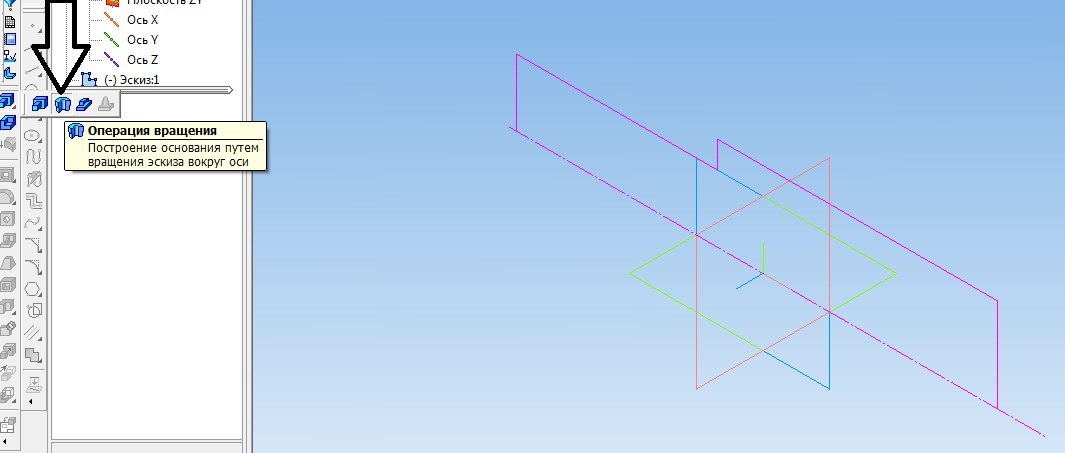 Плоскость ZY
Ось X
Ось Y
Ось Z
(-) Эскиз:1
Операция вращения
Построение основания путем
вращения эскиза вокруг оси